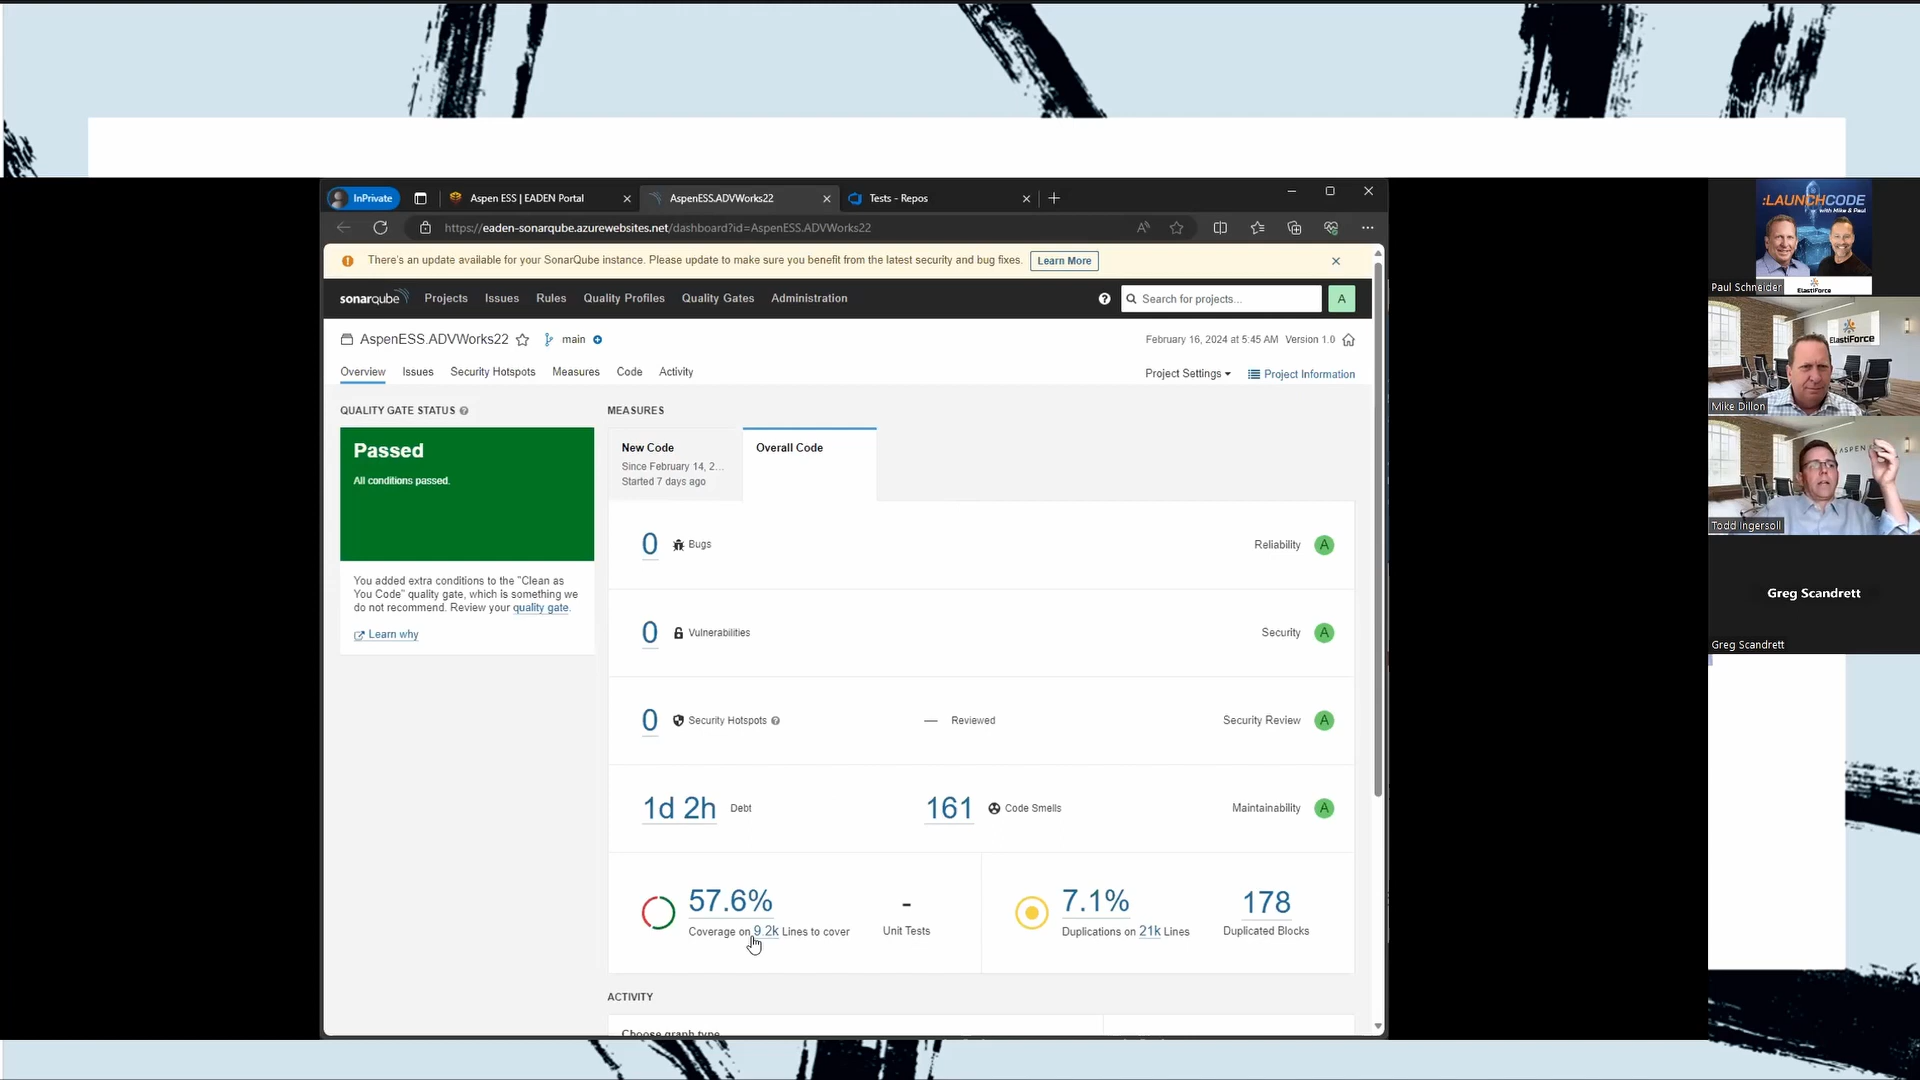 InPrivate
Aspen ESS | EADEN Portal
AspenESS.ADVWorks22
Tests - Repos
https://eaden-sonarqube.azurewebsites.net/dashboard?id=AspenESS.ADVWorks22
There's an update available for your SonarQube instance. Please update to make sure you benefit from the latest security and bug fixes.
Learn More
sonarqube
Projects
Issues
Rules
Quality Profiles
Quality Gates
Administration
Search for projects...
A
AspenESS.ADVWorks22
main
February 16, 2024 at 5:45 AM Version 1.0
Overview
Issues
Security Hotspots
Measures
Code
Activity
Project Settings
Project Information
QUALITY GATE STATUS
Passed
All conditions passed.
You added extra conditions to the "Clean as
You Code" quality gate, which is something we
do not recommend. Review your quality gate.
Learn why
MEASURES
New Code
Since February 14, 2...
Started 7 days ago
Overall Code
0 Bugs
Reliability A
0 Vulnerabilities
Security A
0 Security Hotspots
— Reviewed
Security Review A
1d 2h Debt
161 Code Smells
Maintainability A
57.6%
Coverage on 9.2k Lines to cover
-
Unit Tests
7.1%
Duplications on 21k Lines
178
Duplicated Blocks
ACTIVITY
Choose graph type
:LAUNCHCODE
with Mike & Paul
ElastiForce
Paul Schneider
ElastiForce
Mike Dillon
ASPEN
Todd Ingersoll
Greg Scandrett
Greg Scandrett